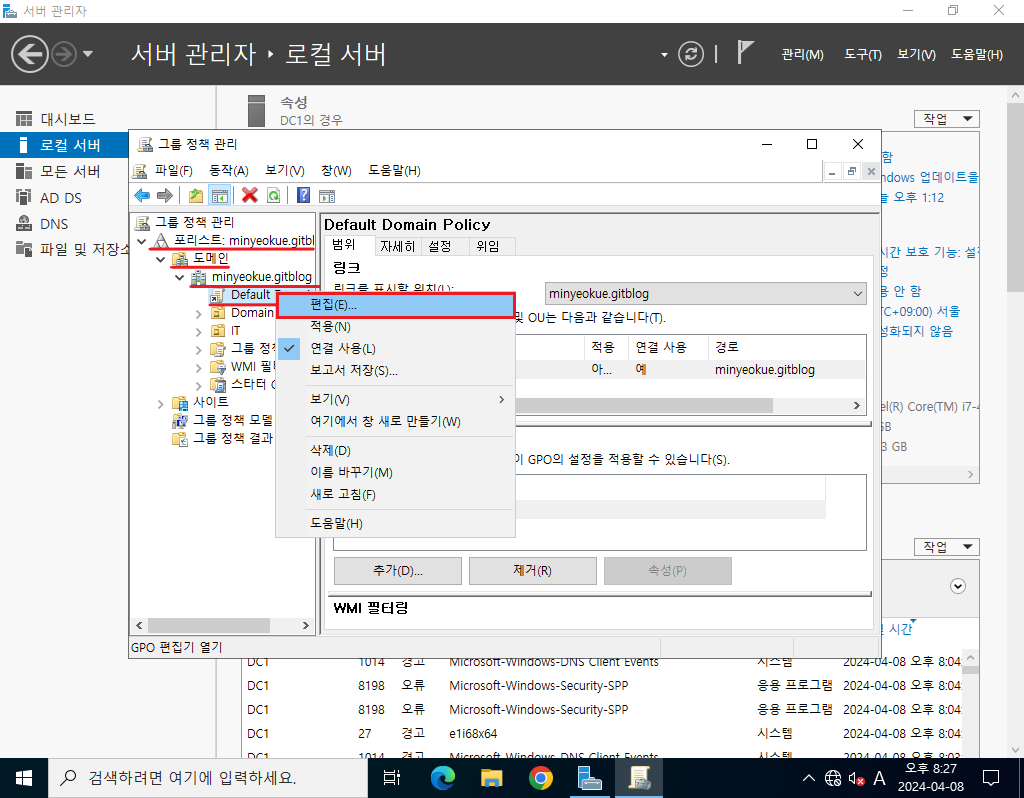 서버 관리자
서버 관리자 ‣ 로컬 서버
관리(M) 도구(T) 보기(V) 도움말(H)
대시보드
로컬 서버
모든 서버
AD DS
DNS
파일 및 저장소
속성
DC1의 경우
작업
그룹 정책 관리
파일(F) 동작(A) 보기(V) 창(W) 도움말(H)
그룹 정책 관리
포리스트: minyeokue.gitbl
도메인
minyeokue.gitblog
Default
Domain
IT
그룹 정책
WMI 필터
스타터
사이트
그룹 정책 모델
그룹 정책 결과
Default Domain Policy
범위 자세히 설정 위임
링크
링크를 표시할 위치(L):
minyeokue.gitblog
및 OU는 다음과 같습니다(T).
적용 연결 사용 경로
아... 예 minyeokue.gitblog
이 GPO의 설정을 적용할 수 있습니다(S).
추가(D)... 제거(R) 속성(P)
WMI 필터링
편집(E)...
적용(N)
연결 사용(L)
보고서 저장(S)...
보기(V)
여기에서 창 새로 만들기(W)
삭제(D)
이름 바꾸기(M)
새로 고침(F)
도움말(H)
GPO 편집기 열기
함
ndows 업데이트을
늘 오후 1:12
시간 보호 기능: 설
정
용 안 함
TC+09:00) 서울
성화되지 않음
el(R) Core(TM) i7-4
GB
3 GB
작업
및 시간
DC1 1014 경고 Microsoft-Windows-DNS Client Events 시스템 2024-04-08 오후 8:04:
DC1 8198 오류 Microsoft-Windows-Security-SPP 응용 프로그램 2024-04-08 오후 8:04:
DC1 8198 오류 Microsoft-Windows-Security-SPP 응용 프로그램 2024-04-08 오후 8:04:
DC1 27 경고 e1i68x64 시스템 2024-04-08 오후 8:04:
DC1 1014 경고 Microsoft-Windows-DNS Client Events 시스템 2024-04-08 오후 8:03:
검색하려면 여기에 입력하세요.
A
오후 8:27
2024-04-08